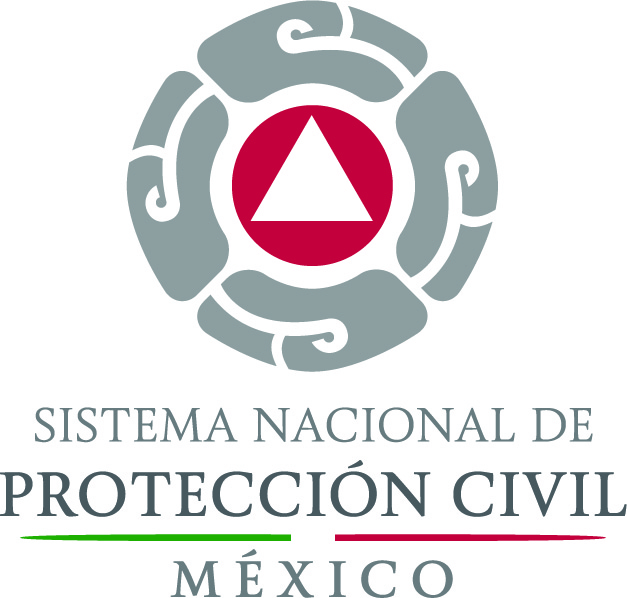 SISTEMA NACIONAL DE
PROTECCIÓN CIVIL
MÉXICO